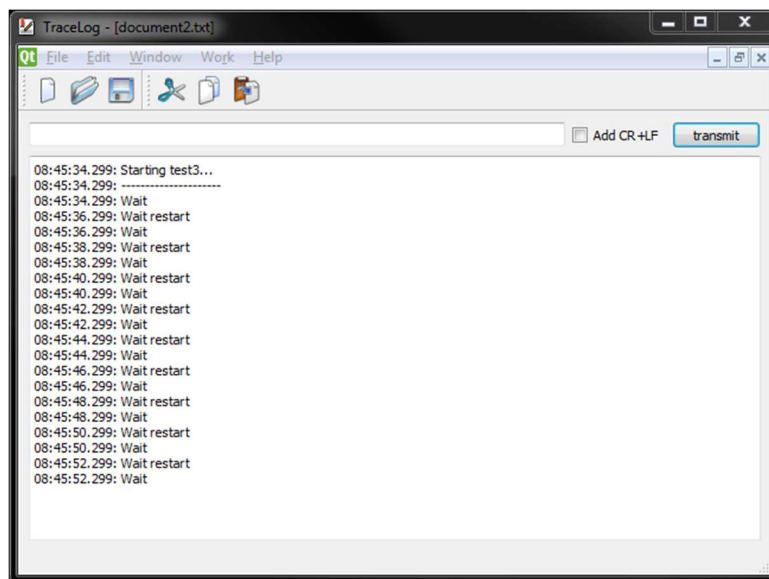 TraceLog - [document2.txt]
Qt File Edit Window Work Help
Add CR+LF transmit
08:45:34.299: Starting test3...
08:45:34.299: ---------------------
08:45:34.299: Wait
08:45:36.299: Wait restart
08:45:36.299: Wait
08:45:38.299: Wait restart
08:45:38.299: Wait
08:45:40.299: Wait restart
08:45:40.299: Wait
08:45:42.299: Wait restart
08:45:42.299: Wait
08:45:44.299: Wait restart
08:45:44.299: Wait
08:45:46.299: Wait restart
08:45:46.299: Wait
08:45:48.299: Wait restart
08:45:48.299: Wait
08:45:50.299: Wait restart
08:45:50.299: Wait
08:45:52.299: Wait restart
08:45:52.299: Wait